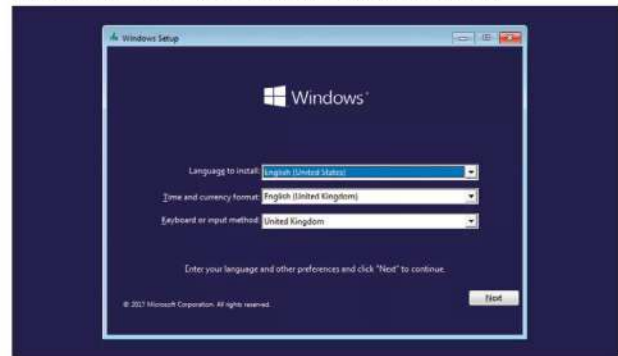 Windows Setup
Windows
Language to install: English (United States)
Time and currency format: English (United Kingdom)
Keyboard or input method: United Kingdom
Enter your language and other preferences and click "Next" to continue.
© 2017 Microsoft Corporation. All rights reserved.
Next